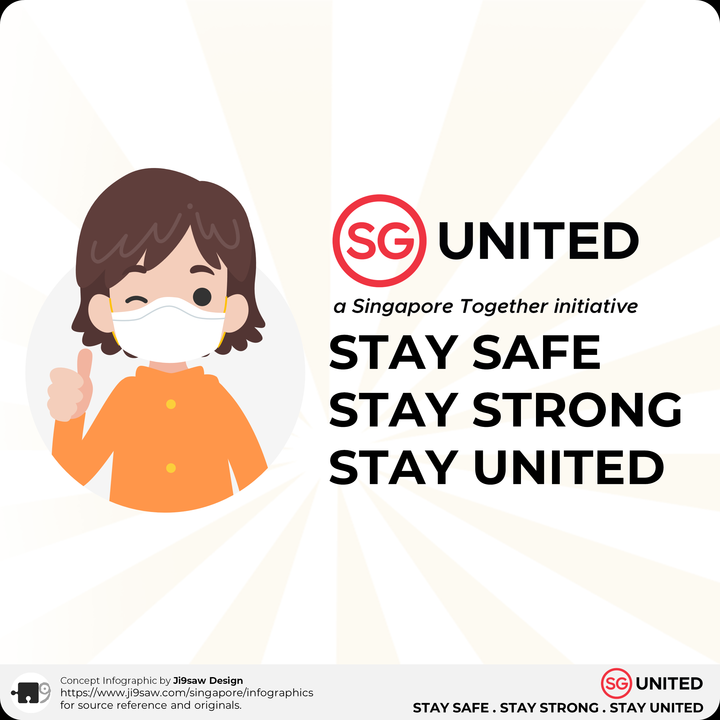 SG UNITED
a Singapore Together initiative
STAY SAFE
STAY STRONG
STAY UNITED
Concept Infographic by Ji9saw Design
https://www.ji9saw.com/singapore/infographics
for source reference and originals.
SG UNITED
STAY SAFE . STAY STRONG . STAY UNITED